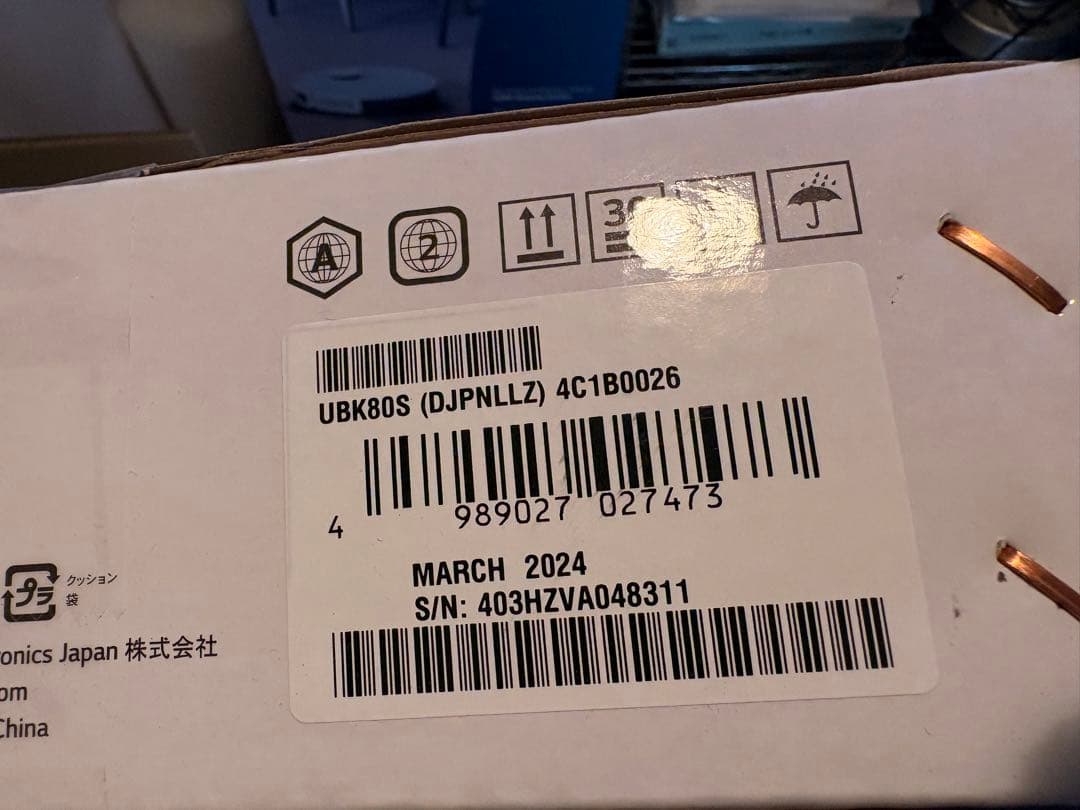 A
2
UBK80S (DJPNLLZ) 4C1B0026
4 989027 027473
MARCH 2024
S/N: 403HZVA048311
プラ
クッション
袋
onics Japan 株式会社
om
China